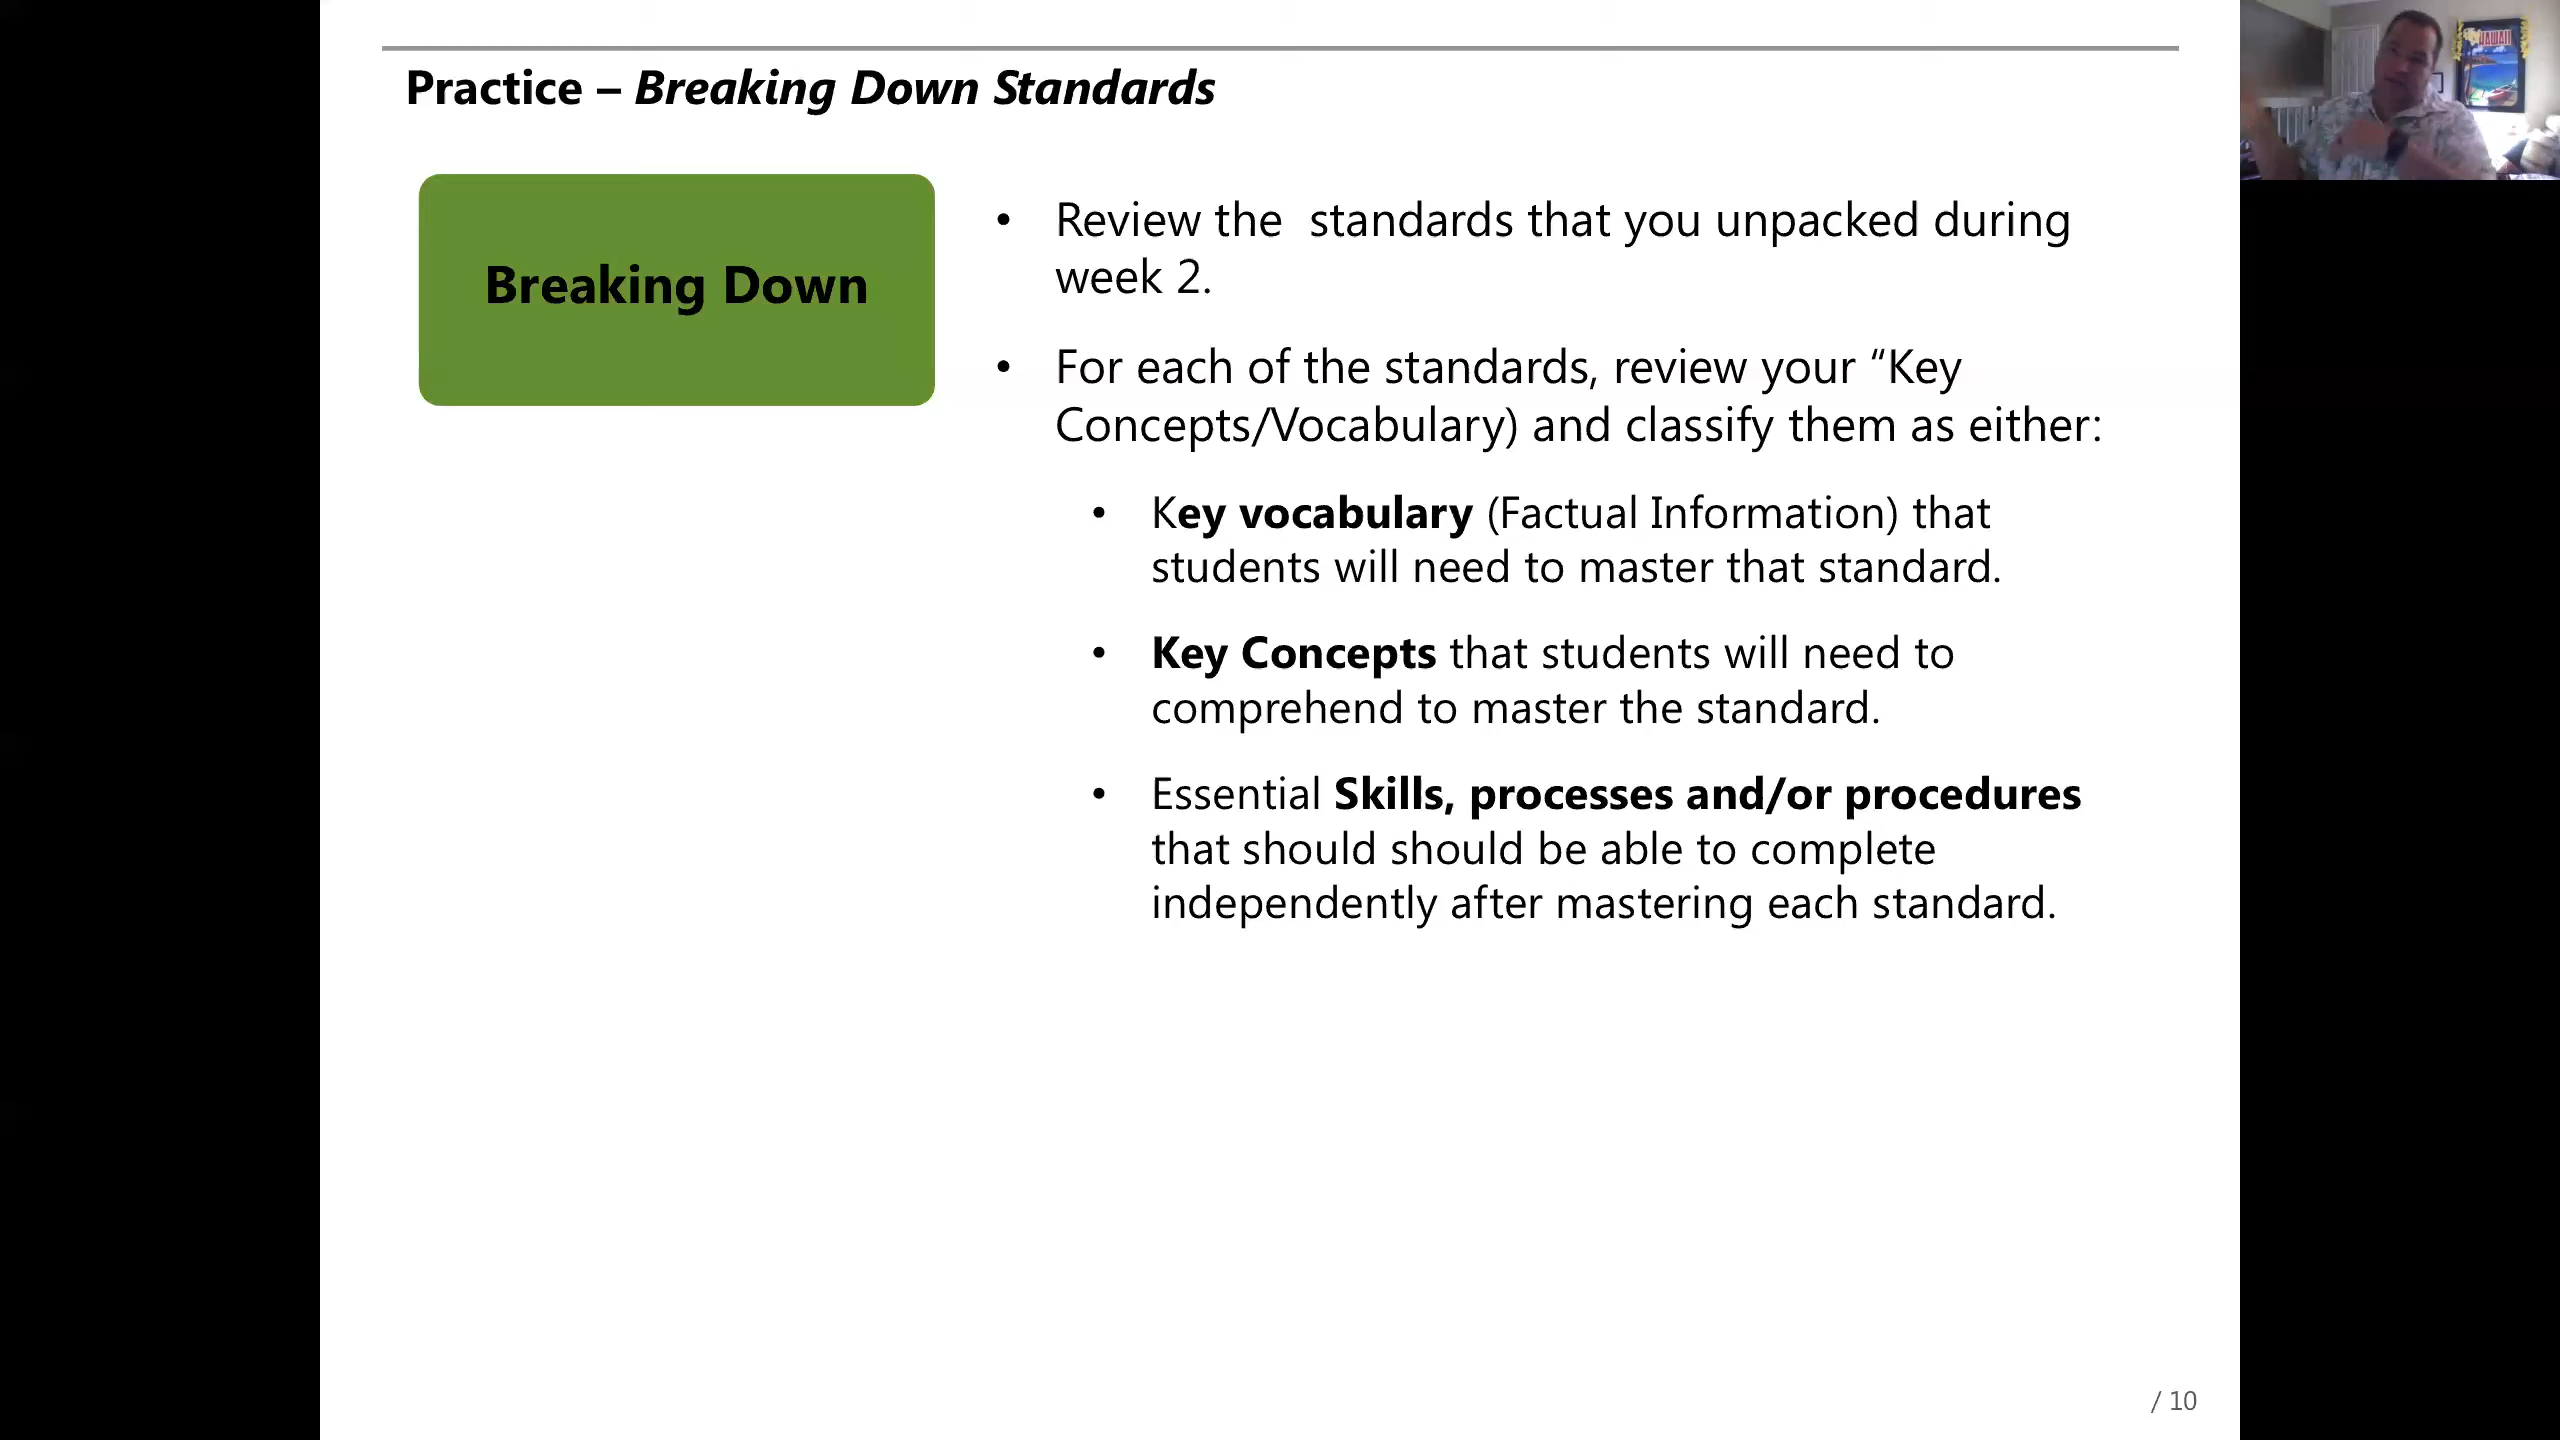 Practice – Breaking Down Standards
HAWAII
Breaking Down
• Review the  standards that you unpacked during
week 2.
• For each of the standards, review your “Key
Concepts/Vocabulary) and classify them as either:
• Key vocabulary (Factual Information) that
students will need to master that standard.
• Key Concepts that students will need to
comprehend to master the standard.
• Essential Skills, processes and/or procedures
that should should be able to complete
independently after mastering each standard.
/ 10